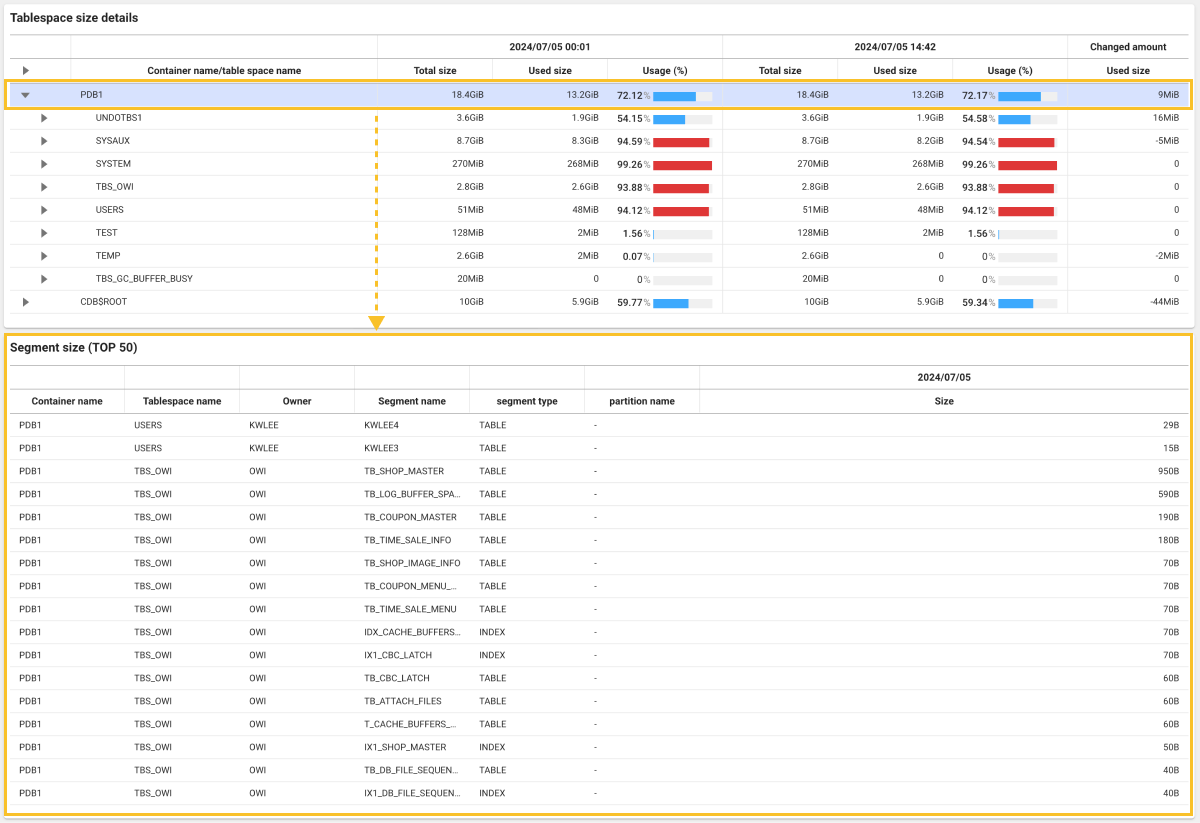 Tablespace size details
2024/07/05 00:01 2024/07/05 14:42 Changed amount
Container name/table space name Total size Used size Usage (%) Total size Used size Usage (%) Used size
PDB1 18.4GiB 13.2GiB 72.12% 18.4GiB 13.2GiB 72.17% 9MiB
UNDOTBS1 3.6GiB 1.9GiB 54.15% 3.6GiB 1.9GiB 54.58% 16MiB
SYSAUX 8.7GiB 8.3GiB 94.59% 8.7GiB 8.2GiB 94.54% -5MiB
SYSTEM 270MiB 268MiB 99.26% 270MiB 268MiB 99.26% 0
TBS_OWI 2.8GiB 2.6GiB 93.88% 2.8GiB 2.6GiB 93.88% 0
USERS 51MiB 48MiB 94.12% 51MiB 48MiB 94.12% 0
TEST 128MiB 2MiB 1.56% 128MiB 2MiB 1.56% 0
TEMP 2.6GiB 2MiB 0.07% 2.6GiB 0 0% -2MiB
TBS_GC_BUFFER_BUSY 20MiB 0 0% 20MiB 0 0% 0
CDB$ROOT 10GiB 5.9GiB 59.77% 10GiB 5.9GiB 59.34% -44MiB
Segment size (TOP 50)
2024/07/05
Container name Tablespace name Owner Segment name segment type partition name Size
PDB1 USERS KWLEE KWLEE4 TABLE - 29B
PDB1 USERS KWLEE KWLEE3 TABLE - 15B
PDB1 TBS_OWI OWI TB_SHOP_MASTER TABLE - 950B
PDB1 TBS_OWI OWI TB_LOG_BUFFER_SPA... TABLE - 590B
PDB1 TBS_OWI OWI TB_COUPON_MASTER TABLE - 190B
PDB1 TBS_OWI OWI TB_TIME_SALE_INFO TABLE - 180B
PDB1 TBS_OWI OWI TB_SHOP_IMAGE_INFO TABLE - 70B
PDB1 TBS_OWI OWI TB_COUPON_MENU_... TABLE - 70B
PDB1 TBS_OWI OWI TB_TIME_SALE_MENU TABLE - 70B
PDB1 TBS_OWI OWI IDX_CACHE_BUFFERS... INDEX - 70B
PDB1 TBS_OWI OWI IX1_CBC_LATCH INDEX - 70B
PDB1 TBS_OWI OWI TB_CBC_LATCH TABLE - 60B
PDB1 TBS_OWI OWI TB_ATTACH_FILES TABLE - 60B
PDB1 TBS_OWI OWI T_CACHE_BUFFERS_... TABLE - 60B
PDB1 TBS_OWI OWI IX1_SHOP_MASTER INDEX - 50B
PDB1 TBS_OWI OWI TB_DB_FILE_SEQUEN... TABLE - 40B
PDB1 TBS_OWI OWI IX1_DB_FILE_SEQUEN... INDEX - 40B